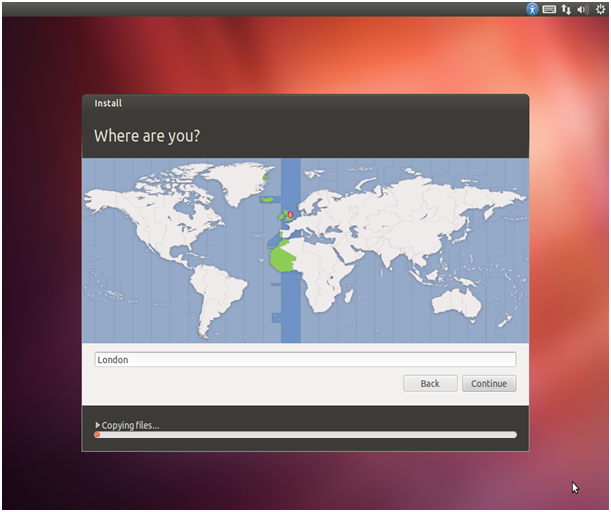 Install
Where are you?
London
Back
Continue
Copying files...